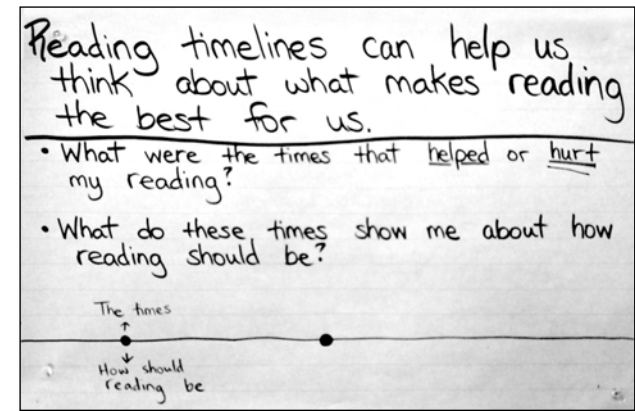 Reading timelines can help us
think about what makes reading
the best for us.
• What were the times that helped or hurt
my reading?
• What do these times show me about how
reading should be?
The times
How should
reading be